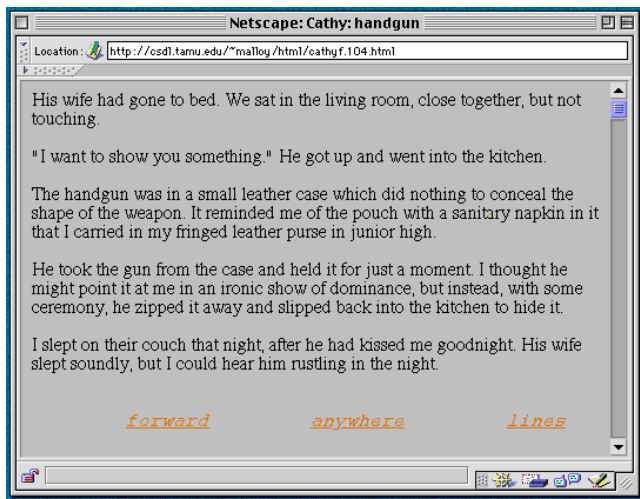 Netscape: Cathy: handgun
Location: http://csdl.tamu.edu/~malloy/html/cathyf.104.html
His wife had gone to bed. We sat in the living room, close together, but not
touching.
"I want to show you something." He got up and went into the kitchen.
The handgun was in a small leather case which did nothing to conceal the
shape of the weapon. It reminded me of the pouch with a sanitary napkin in it
that I carried in my fringed leather purse in junior high.
He took the gun from the case and held it for just a moment. I thought he
might point it at me in an ironic show of dominance, but instead, with some
ceremony, he zipped it away and slipped back into the kitchen to hide it.
I slept on their couch that night, after he had kissed me goodnight. His wife
slept soundly, but I could hear him rustling in the night.
forward anywhere lines